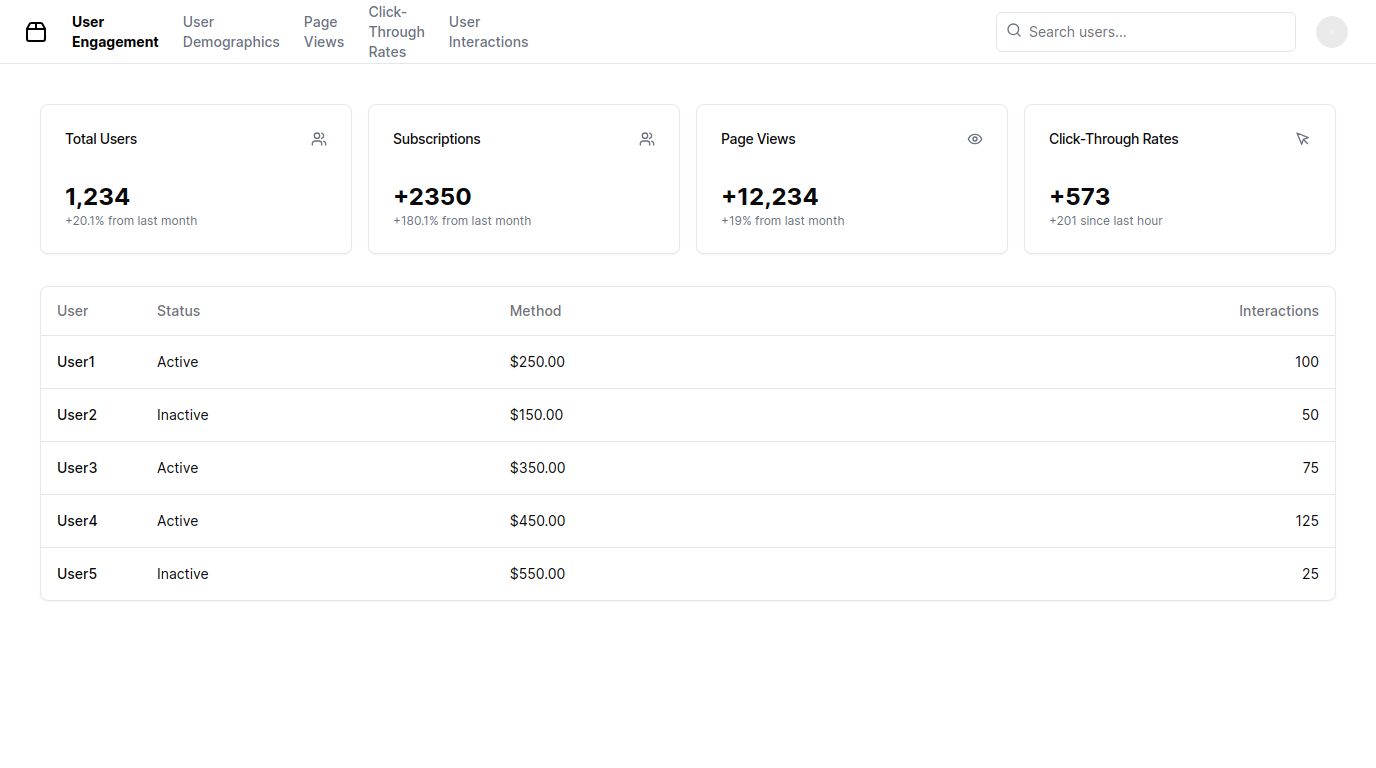 User Engagement
User Demographics
Page Views
Click-Through Rates
User Interactions
Search users...
Total Users
1,234
+20.1% from last month
Subscriptions
+2350
+180.1% from last month
Page Views
+12,234
+19% from last month
Click-Through Rates
+573
+201 since last hour
User Status Method Interactions
User1 Active $250.00 100
User2 Inactive $150.00 50
User3 Active $350.00 75
User4 Active $450.00 125
User5 Inactive $550.00 25